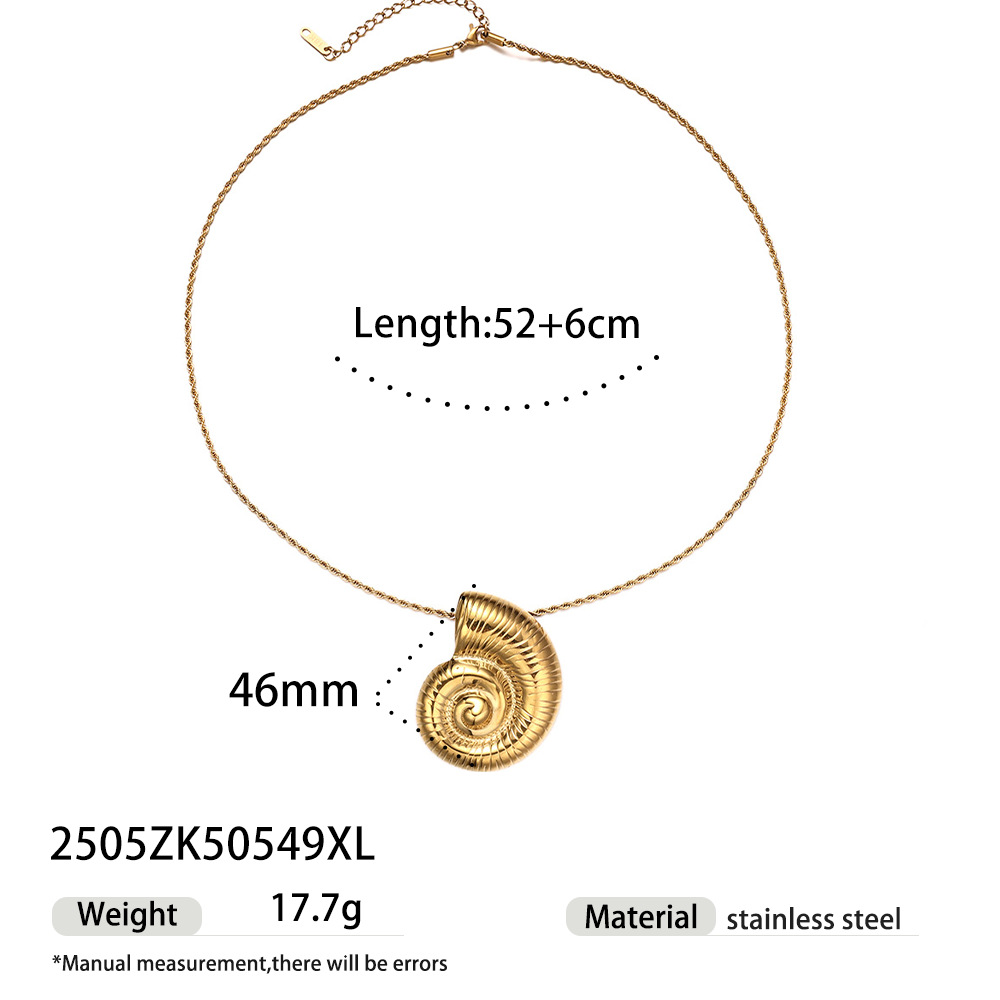 Length:52+6cm
46mm
2505ZK50549XL
Weight 17.7g
Material stainless steel
*Manual measurement,there will be errors